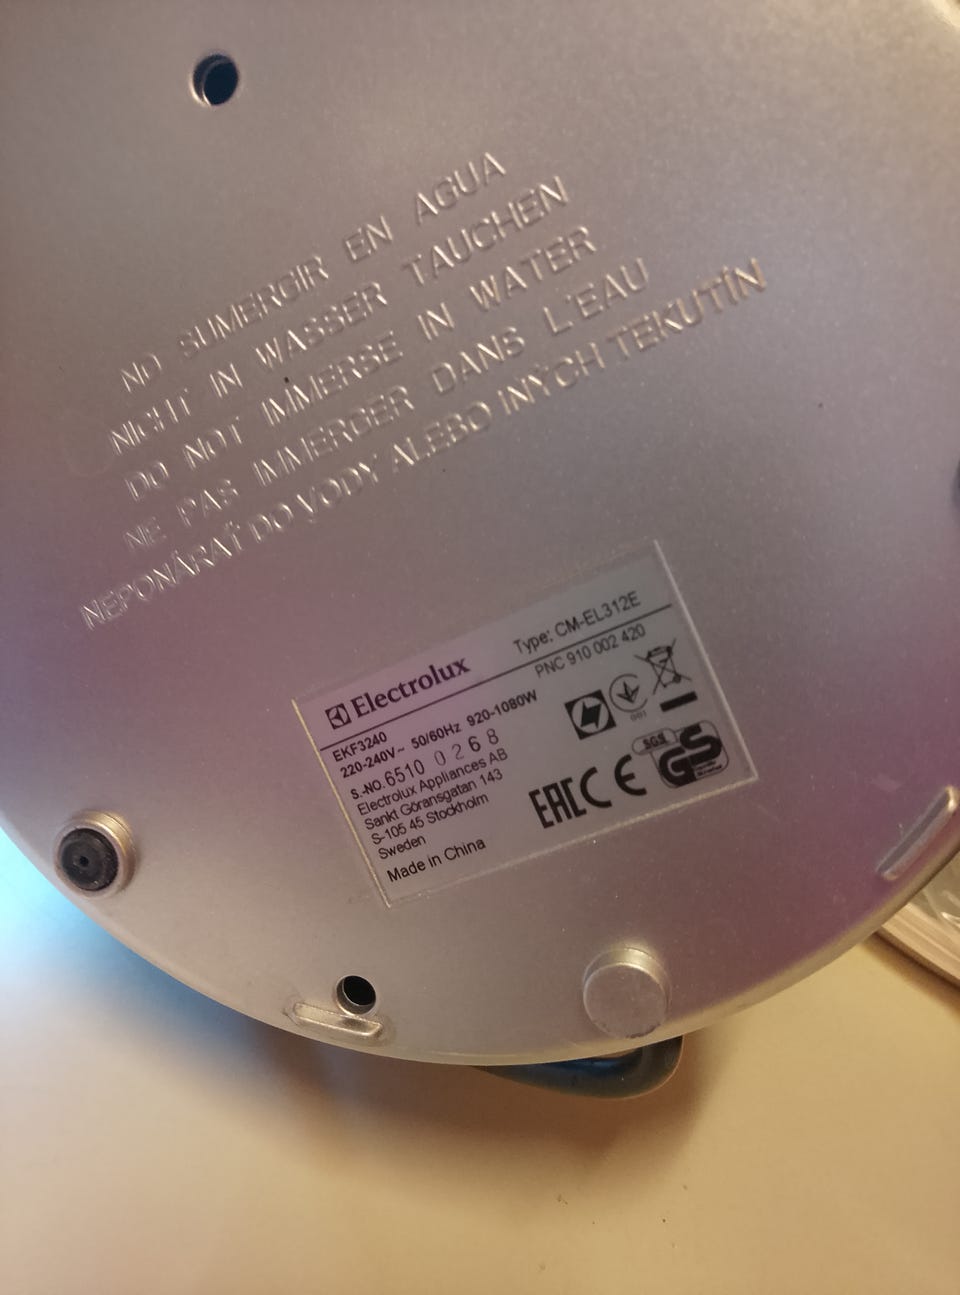 NO SUMERGIR EN AGUA
NICHT IN WASSER TAUCHEN
DO NOT IMMERSE IN WATER
NE PAS IMMERGER DANS L'EAU
NEPONÁRAŤ DO VODY ALEBO INÝCH TEKUTÍN
Electrolux
Type: CM-EL312E
PNC 910 002 420
EKF3240
220-240V~ 50/60Hz 920-1080W
S.-NO. 6510 0268
Electrolux Appliances AB
Sankt Göransgatan 143
S-105 45 Stockholm
Sweden
Made in China
001
EAC CE
SGS
GS